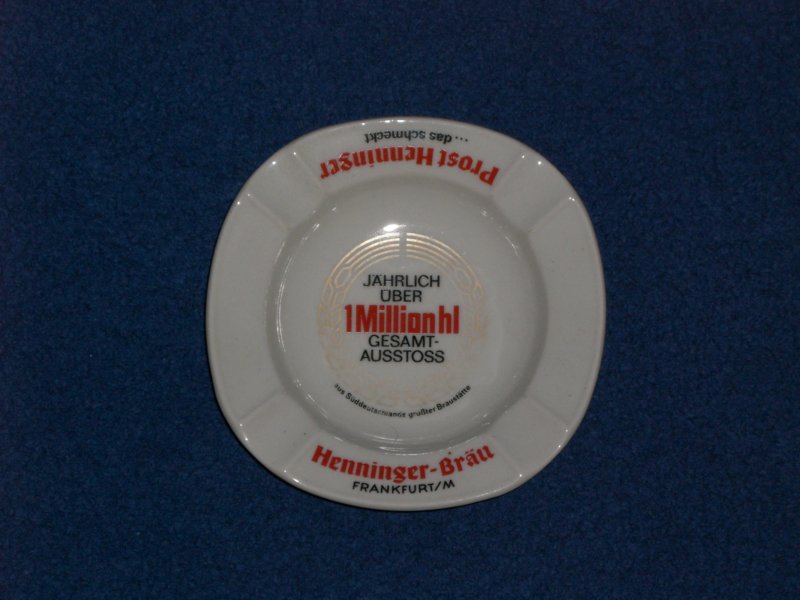 ... das schmeckt
Prost Henninger
JÄHRLICH
ÜBER
1 Million hl
GESAMT-
AUSSTOSS
aus Süddeutschlands größter Braustätte
Henninger-Bräu
FRANKFURT/M